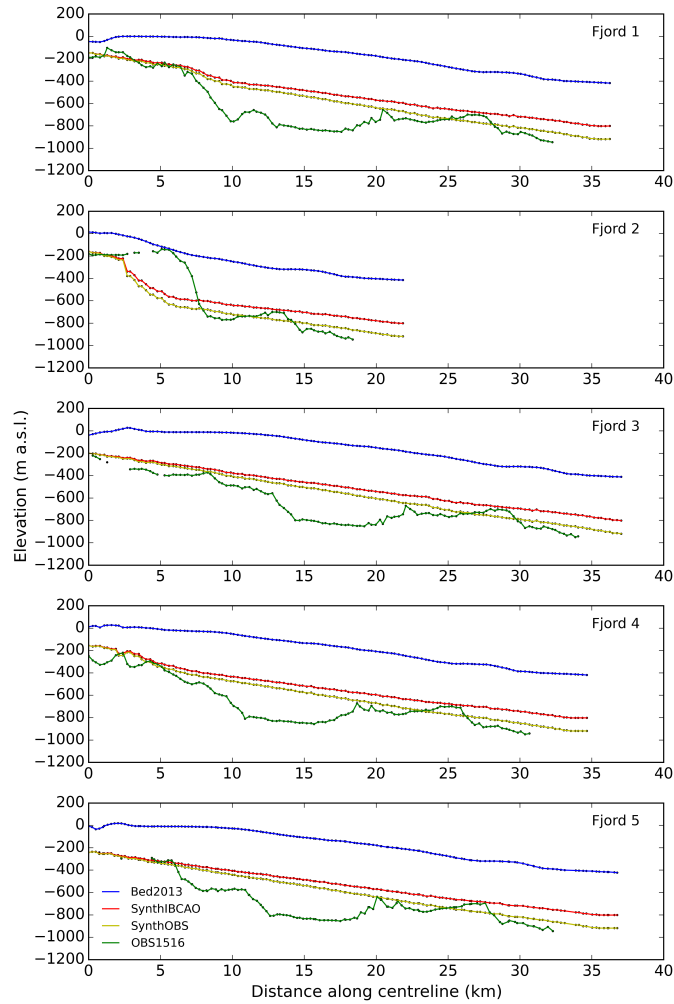 200
0
−200
−400
−600
−800
−1000
−1200
0 5 10 15 20 25 30 35 40
Fjord 1
200
0
−200
−400
−600
−800
−1000
−1200
0 5 10 15 20 25 30 35 40
Fjord 2
Elevation (m a.s.l.)
200
0
−200
−400
−600
−800
−1000
−1200
0 5 10 15 20 25 30 35 40
Fjord 3
200
0
−200
−400
−600
−800
−1000
−1200
0 5 10 15 20 25 30 35 40
Fjord 4
200
0
−200
−400
−600
−800
−1000
−1200
0 5 10 15 20 25 30 35 40
Fjord 5
Bed2013
SynthIBCAO
SynthOBS
OBS1516
Distance along centreline (km)